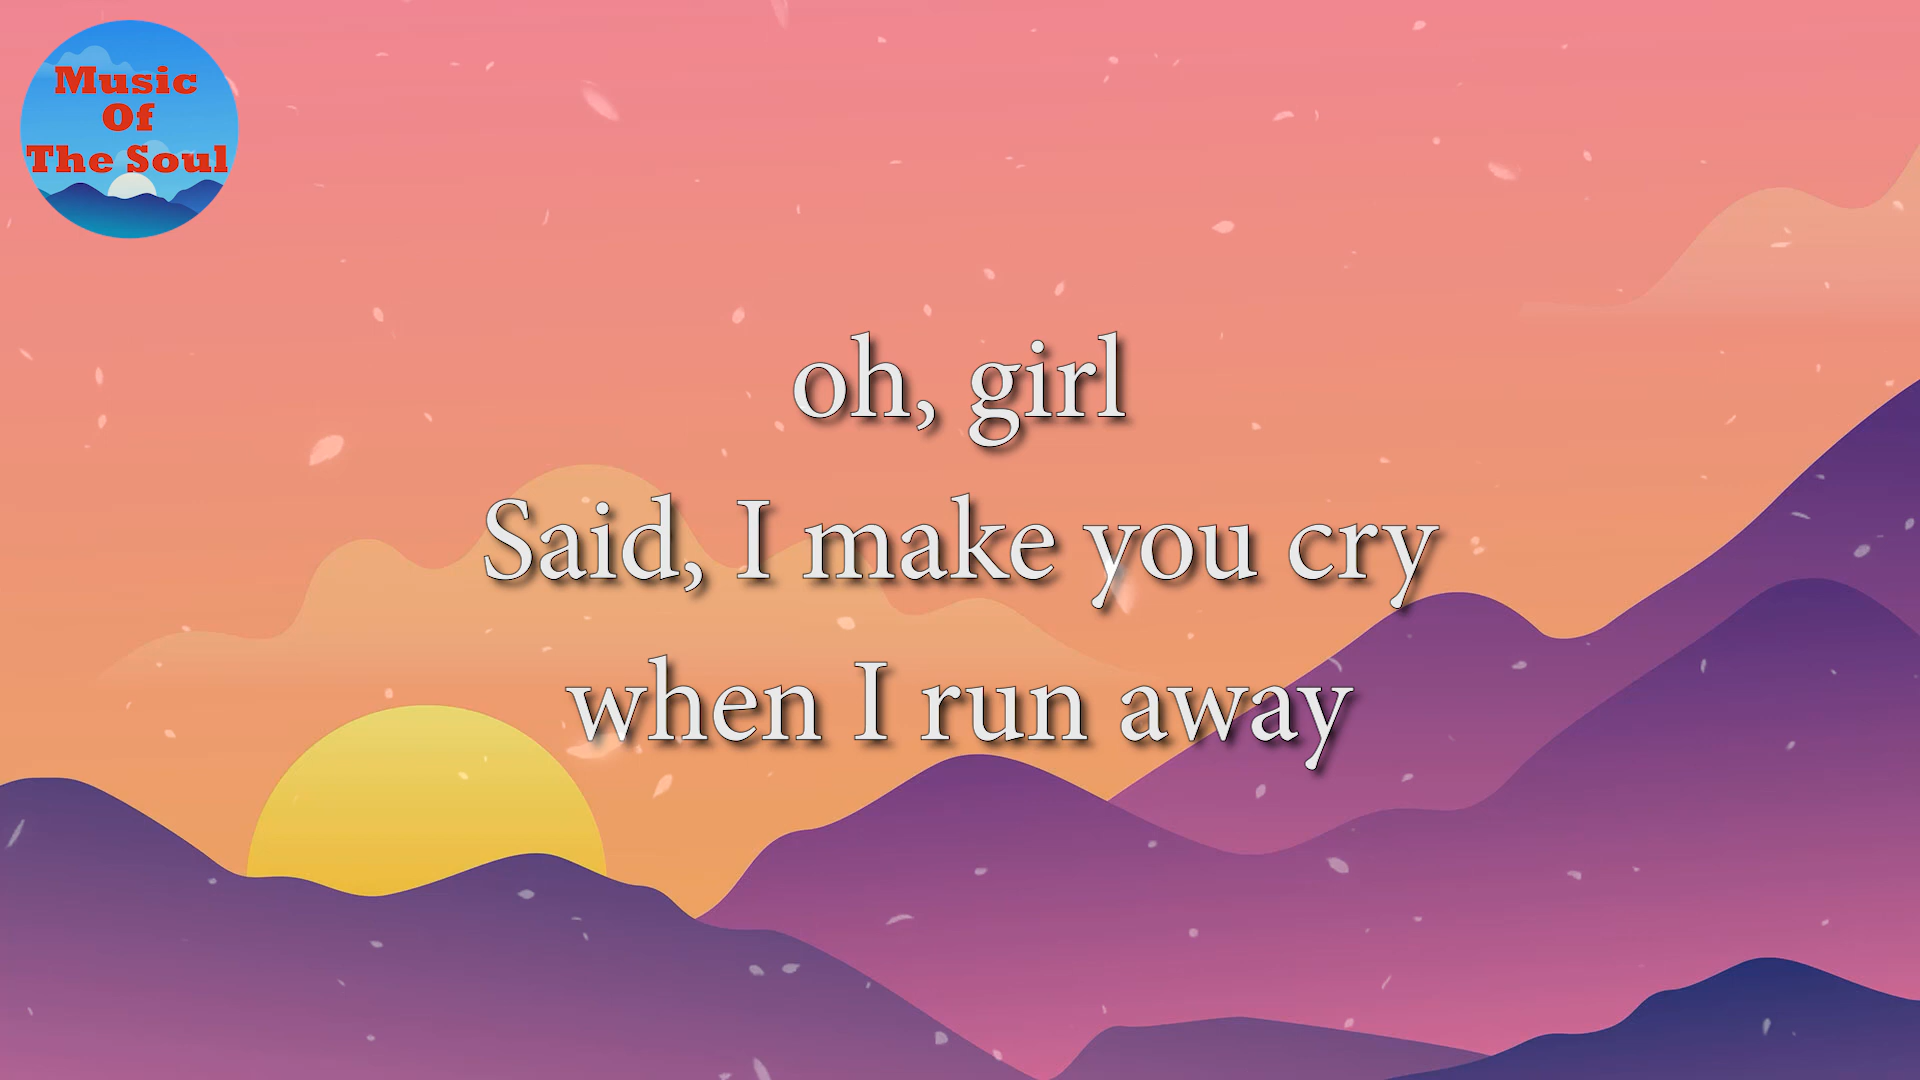 Music
Of
The Soul
oh, girl
Said, I make you cry
when I run away